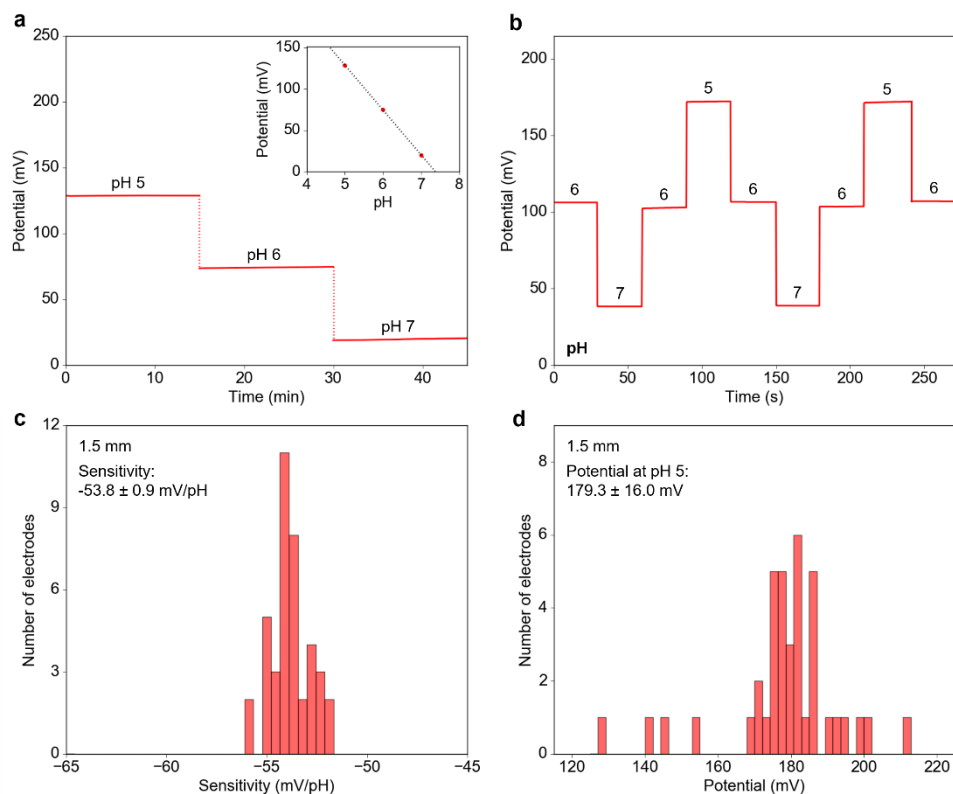 a
250
200
150
100
50
0
Potential (mV)
pH 5
pH 6
pH 7
0
10
20
30
40
Time (min)
150
100
50
0
Potential (mV)
4
5
6
7
8
pH
b
200
150
100
50
0
Potential (mV)
6
7
6
5
6
7
6
5
6
pH
0
50
100
150
200
250
Time (s)
c
12
9
6
3
0
Number of electrodes
1.5 mm
Sensitivity:
-53.8 ± 0.9 mV/pH
−65
−60
−55
−50
−45
Sensitivity (mV/pH)
d
8
6
4
2
0
Number of electrodes
1.5 mm
Potential at pH 5:
179.3 ± 16.0 mV
120
140
160
180
200
220
Potential (mV)